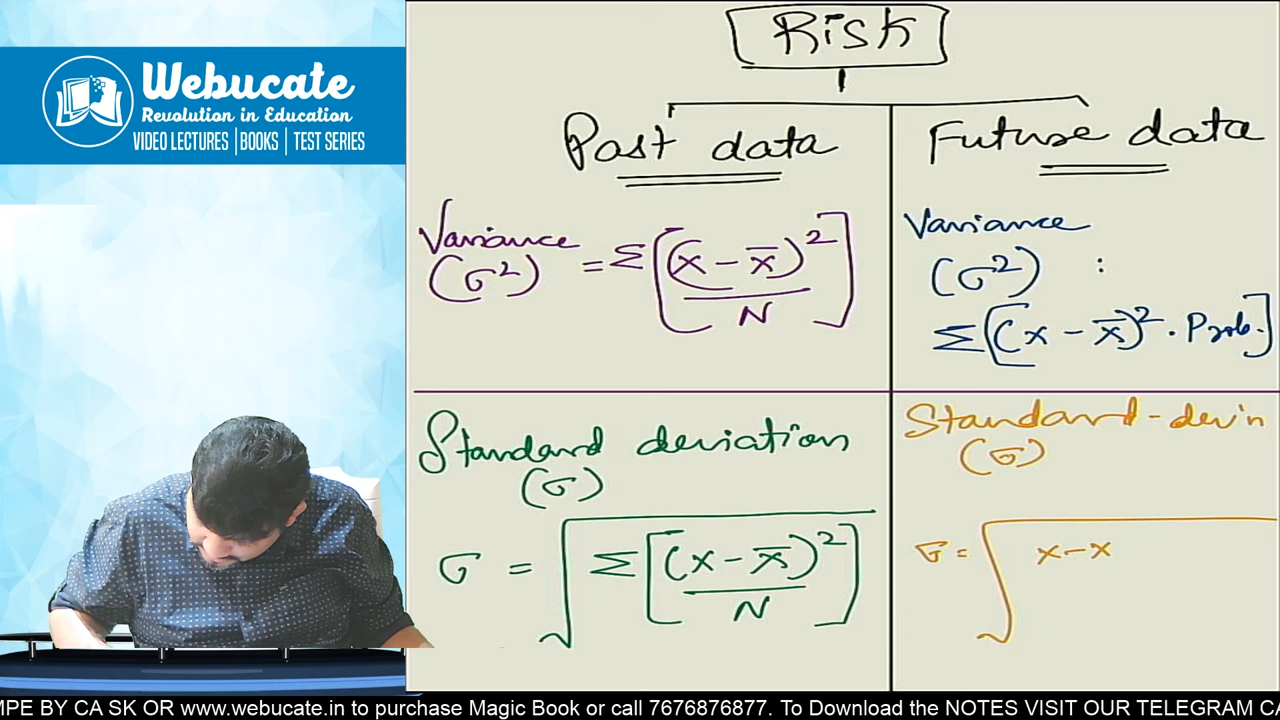 Webucate
Revolution in Education
VIDEO LECTURES | BOOKS | TEST SERIES
Risk
Past data
Future data
Variance
(σ²) = Σ[(x - x̄)²/N]
Variance
(σ²) :
Σ[(x - x̄)² . Prob.]
Standard deviation
(σ)
σ = √Σ[(x - x̄)²/N]
Standard-devi'n
(σ)
σ = √x-x
MPE BY CA SK OR www.webucate.in to purchase Magic Book or call 7676876877. To Download the NOTES VISIT OUR TELEGRAM CA